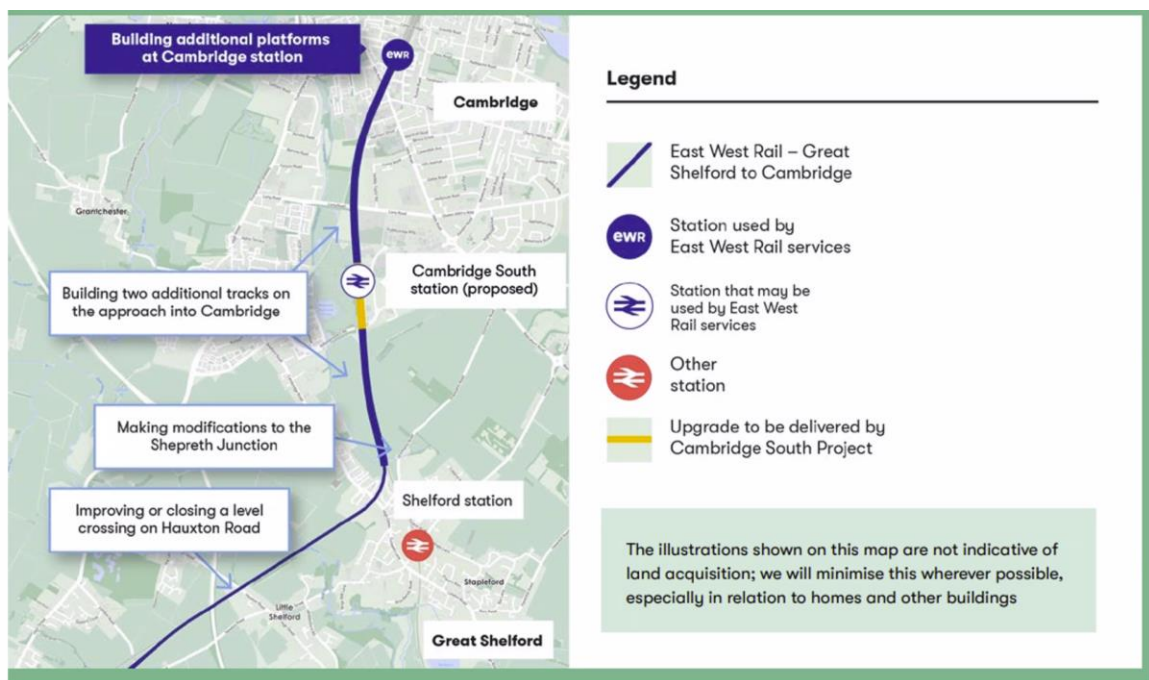 Building additional platforms
at Cambridge station
ewR
Cambridge
Grantchester
Cambridge South
station (proposed)
Building two additional tracks on
the approach into Cambridge
Making modifications to the
Shepreth Junction
Shelford station
Improving or closing a level
crossing on Hauxton Road
Stapleford
Little
Shelford
Great Shelford
Legend
East West Rail – Great
Shelford to Cambridge
ewR
Station used by
East West Rail services
Station that may be
used by East West
Rail services
Other
station
Upgrade to be delivered by
Cambridge South Project
The illustrations shown on this map are not indicative of
land acquisition; we will minimise this wherever possible,
especially in relation to homes and other buildings